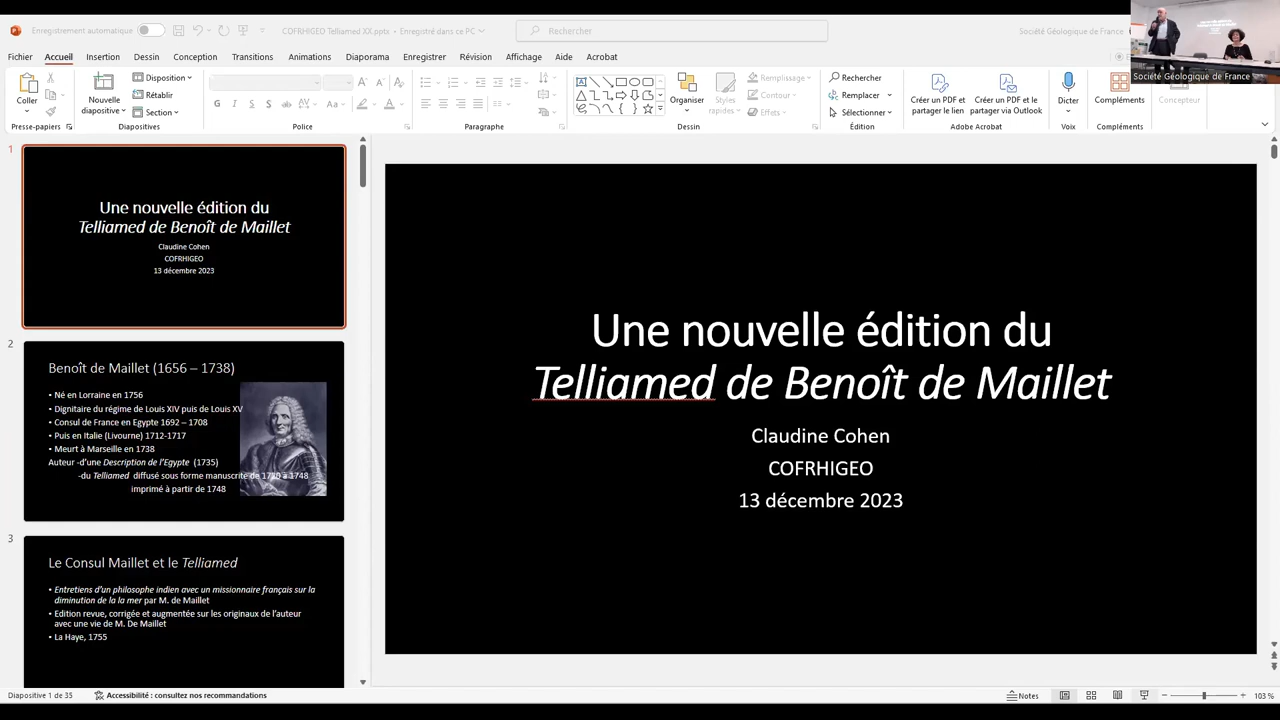 Enregistrement automatique
COFRHIGEO Telliamed XX.pptx • Enregistré dans ce PC
Rechercher
Société Géologique de France
Fichier Accueil Insertion Dessin Conception Transitions Animations Diaporama Enregistrer Révision Affichage Aide Acrobat
Société Géologique de France
Coller
Nouvelle diapositive
Disposition
Rétablir
Section
G I S S ab AV Aa A
Organiser
Styles rapides
Remplissage
Contour
Effets
Rechercher
Remplacer
Sélectionner
Créer un PDF et partager le lien
Créer un PDF et le partager via Outlook
Dicter
Compléments
Concepteur
Presse-papiers Diapositives Police Paragraphe Dessin Édition Adobe Acrobat Voix Compléments
1
Une nouvelle édition du
Telliamed de Benoît de Maillet
Claudine Cohen
COFRHIGEO
13 décembre 2023
2
Benoît de Maillet (1656 – 1738)
• Né en Lorraine en 1756
• Dignitaire du régime de Louis XIV puis de Louis XV
• Consul de France en Egypte 1692 – 1708
• Puis en Italie (Livourne) 1712-1717
• Meurt à Marseille en 1738
Auteur -d'une Description de l'Egypte (1735)
-du Telliamed diffusé sous forme manuscrite de 1720 à 1748
imprimé à partir de 1748
3
Le Consul Maillet et le Telliamed
• Entretiens d'un philosophe indien avec un missionnaire français sur la
diminution de la la mer par M. de Maillet
• Edition revue, corrigée et augmentée sur les originaux de l'auteur
avec une vie de M. De Maillet
• La Haye, 1755
Une nouvelle édition du
Telliamed de Benoît de Maillet
Claudine Cohen
COFRHIGEO
13 décembre 2023
Diapositive 1 de 35
Accessibilité : consultez nos recommandations
Notes
103 %